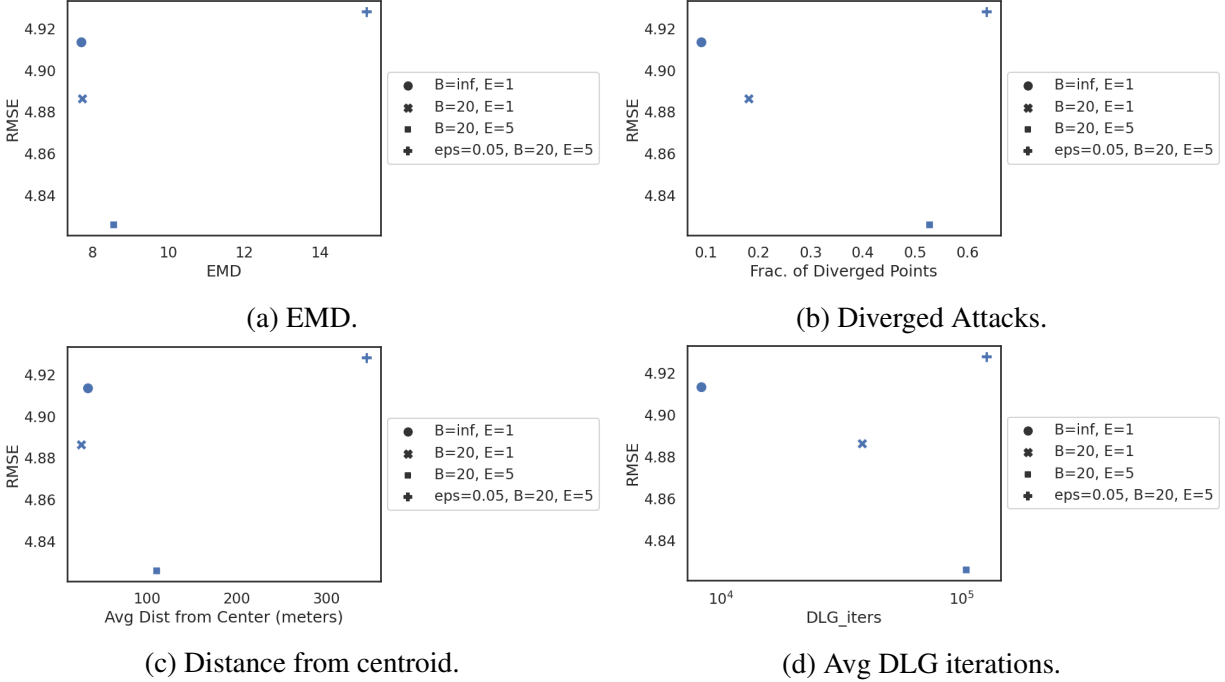 4.92
4.90
4.88
4.86
4.84
RMSE
8 10 12 14
EMD
B=inf, E=1
B=20, E=1
B=20, E=5
eps=0.05, B=20, E=5
(a) EMD.
4.92
4.90
4.88
4.86
4.84
RMSE
0.1 0.2 0.3 0.4 0.5 0.6
Frac. of Diverged Points
B=inf, E=1
B=20, E=1
B=20, E=5
eps=0.05, B=20, E=5
(b) Diverged Attacks.
4.92
4.90
4.88
4.86
4.84
RMSE
100 200 300
Avg Dist from Center (meters)
B=inf, E=1
B=20, E=1
B=20, E=5
eps=0.05, B=20, E=5
(c) Distance from centroid.
4.92
4.90
4.88
4.86
4.84
RMSE
10⁴ 10⁵
DLG_iters
B=inf, E=1
B=20, E=1
B=20, E=5
eps=0.05, B=20, E=5
(d) Avg DLG iterations.